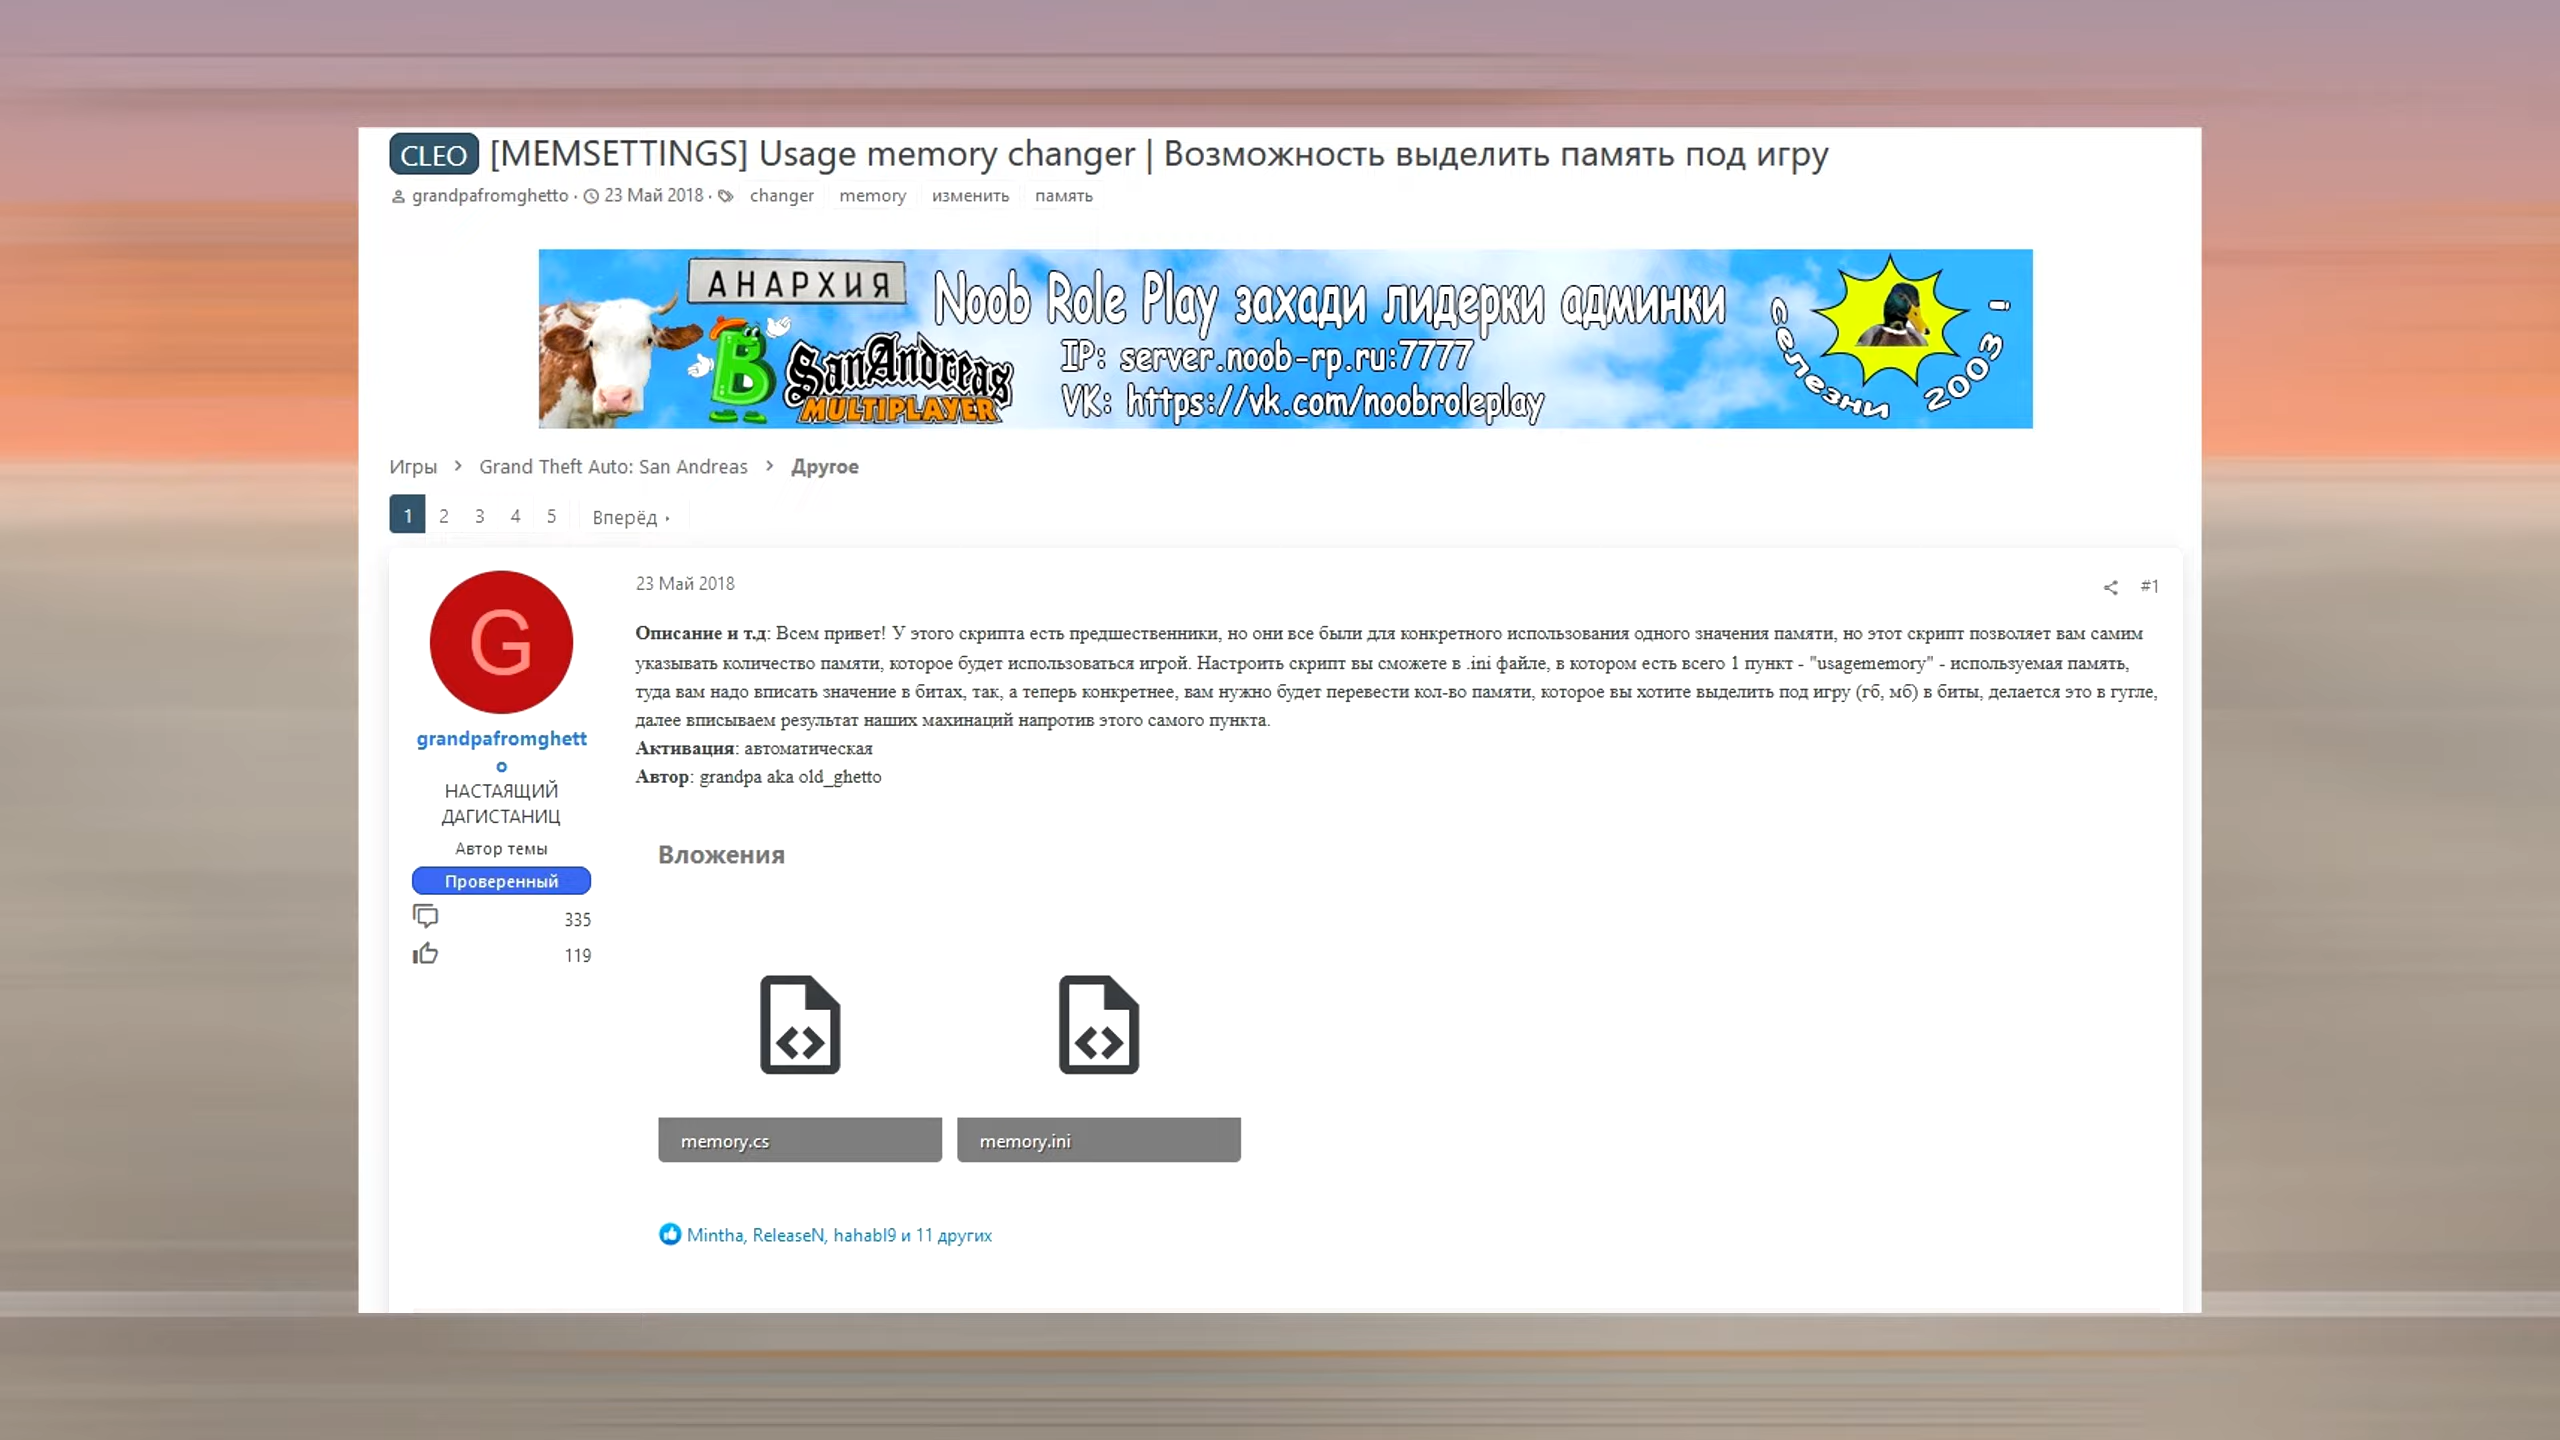 CLEO [MEMSETTINGS] Usage memory changer | Возможность выделить память под игру
grandpafromghetto · 23 Май 2018 · changer memory изменить память
АНАРХИЯ
Noob Role Play захади лидерки админки
B SanAndreas
MULTIPLAYER
IP: server.noob-rp.ru:7777
VK: https://vk.com/noobroleplay
селезни 2003 !
Игры > Grand Theft Auto: San Andreas > Другое
1 2 3 4 5 Вперёд
G
grandpafromghett
o
НАСТАЯЩИЙ
ДАГИСТАНИЦ
Автор темы
Проверенный
335
119
23 Май 2018 #1
Описание и т.д: Всем привет! У этого скрипта есть предшественники, но они все были для конкретного использования одного значения памяти, но этот скрипт позволяет вам самим
указывать количество памяти, которое будет использоваться игрой. Настроить скрипт вы сможете в .ini файле, в котором есть всего 1 пункт - "usagememory" - используемая память,
туда вам надо вписать значение в битах, так, а теперь конкретнее, вам нужно будет перевести кол-во памяти, которое вы хотите выделить под игру (гб, мб) в биты, делается это в гугле,
далее вписываем результат наших махинаций напротив этого самого пункта.
Активация: автоматическая
Автор: grandpa aka old_ghetto
Вложения
memory.cs memory.ini
Mintha, ReleaseN, hahabl9 и 11 других